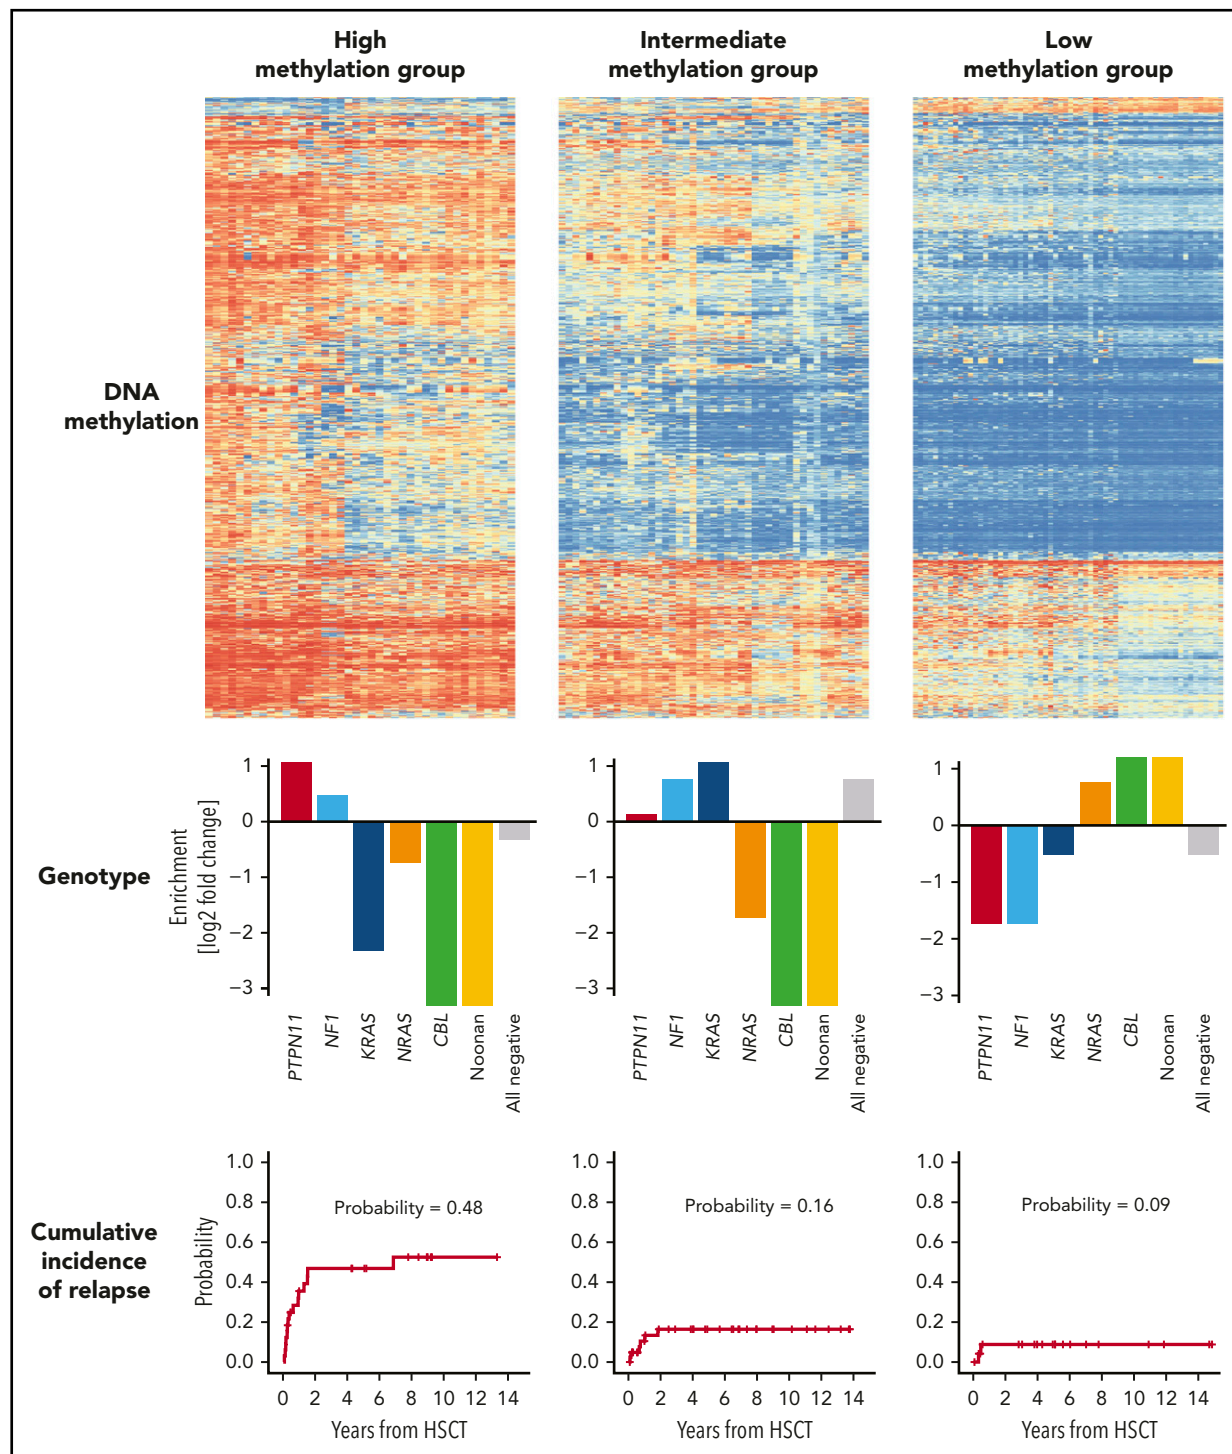 High
methylation group
Intermediate
methylation group
Low
methylation group
DNA
methylation
Genotype
Enrichment
[log2 fold change]
1
0
−1
−2
−3
PTPN11
NF1
KRAS
NRAS
CBL
Noonan
All negative
1
0
−1
−2
−3
PTPN11
NF1
KRAS
NRAS
CBL
Noonan
All negative
1
0
−1
−2
−3
PTPN11
NF1
KRAS
NRAS
CBL
Noonan
All negative
Cumulative
incidence
of relapse
Probability
1.0
0.8
0.6
0.4
0.2
0.0
Probability = 0.48
0 2 4 6 8 10 12 14
Years from HSCT
1.0
0.8
0.6
0.4
0.2
0.0
Probability = 0.16
0 2 4 6 8 10 12 14
Years from HSCT
1.0
0.8
0.6
0.4
0.2
0.0
Probability = 0.09
0 2 4 6 8 10 12 14
Years from HSCT